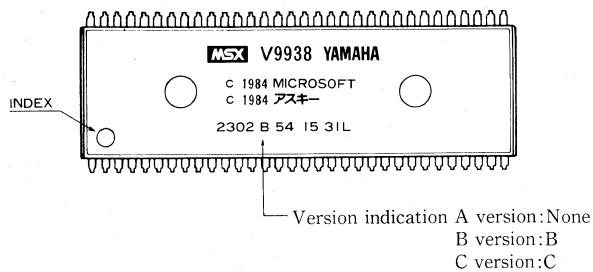 MSX V9938 YAMAHA
C 1984 MICROSOFT
C 1984 アスキー
INDEX
2302 B 54 15 31L
Version indication A version:None
B version:B
C version:C